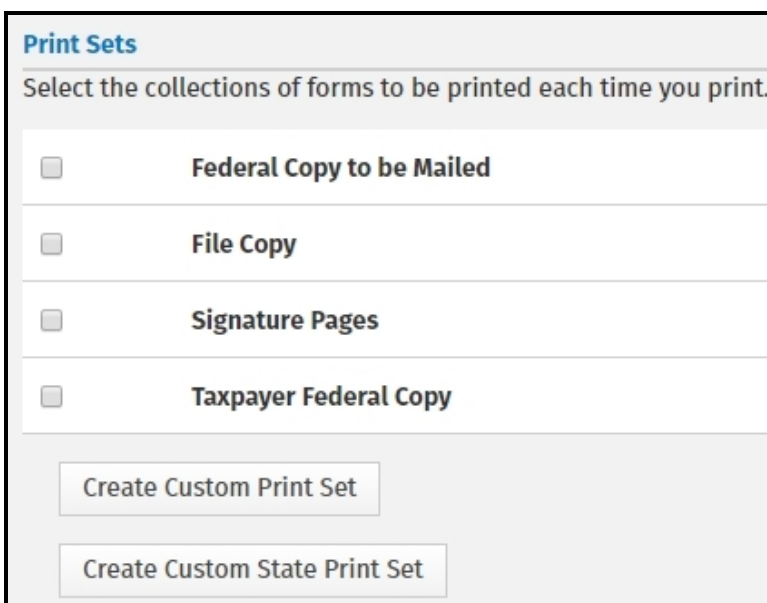 Print Sets
Select the collections of forms to be printed each time you print.
Federal Copy to be Mailed
File Copy
Signature Pages
Taxpayer Federal Copy
Create Custom Print Set
Create Custom State Print Set